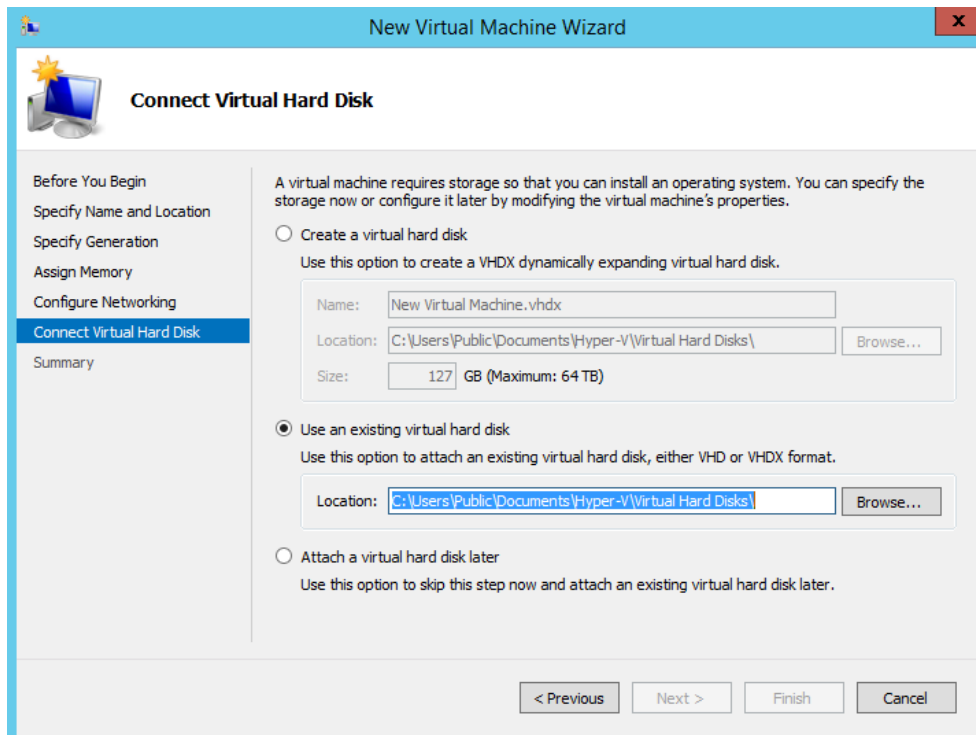 New Virtual Machine Wizard
x
Connect Virtual Hard Disk
Before You Begin
Specify Name and Location
Specify Generation
Assign Memory
Configure Networking
Connect Virtual Hard Disk
Summary
A virtual machine requires storage so that you can install an operating system. You can specify the
storage now or configure it later by modifying the virtual machine's properties.
Create a virtual hard disk
Use this option to create a VHDX dynamically expanding virtual hard disk.
Name: New Virtual Machine.vhdx
Location: C:\Users\Public\Documents\Hyper-V\Virtual Hard Disks\ Browse...
Size: 127 GB (Maximum: 64 TB)
Use an existing virtual hard disk
Use this option to attach an existing virtual hard disk, either VHD or VHDX format.
Location: C:\Users\Public\Documents\Hyper-V\Virtual Hard Disks\ Browse...
Attach a virtual hard disk later
Use this option to skip this step now and attach an existing virtual hard disk later.
< Previous Next > Finish Cancel